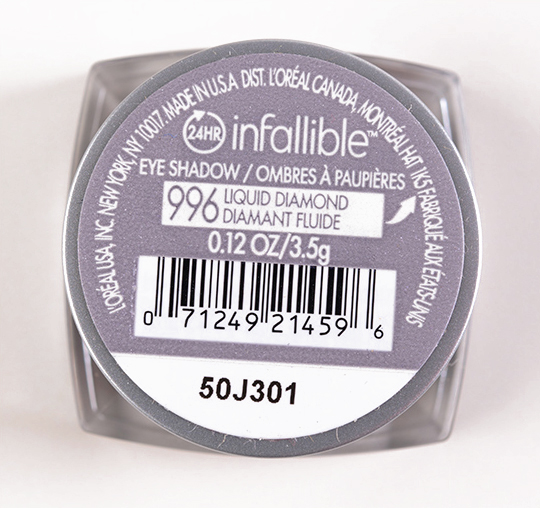 L'ORÉAL USA, INC. NEW YORK, NY 10017. MADE IN U.S.A DIST. L'ORÉAL CANADA, MONTRÉAL H4T 1K5 FABRIQUÉ AUX ÉTATS-UNIS
24HR infallible™
EYE SHADOW / OMBRES À PAUPIÈRES
996 LIQUID DIAMOND
DIAMANT FLUIDE
0.12 OZ/3.5g
0 71249 21459 6
50J301